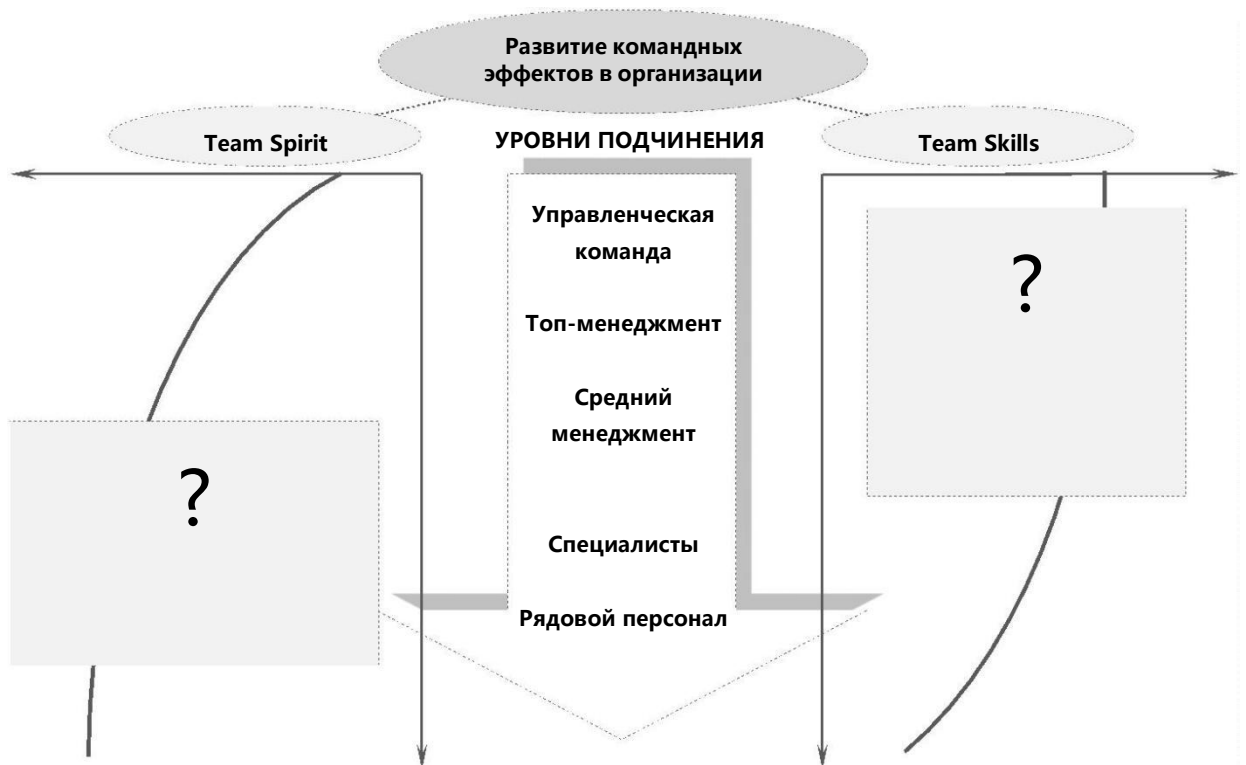 Развитие командных
эффектов в организации
Team Spirit
УРОВНИ ПОДЧИНЕНИЯ
Team Skills
Управленческая
команда
?
Топ-менеджмент
Средний
менеджмент
?
Специалисты
Рядовой персонал